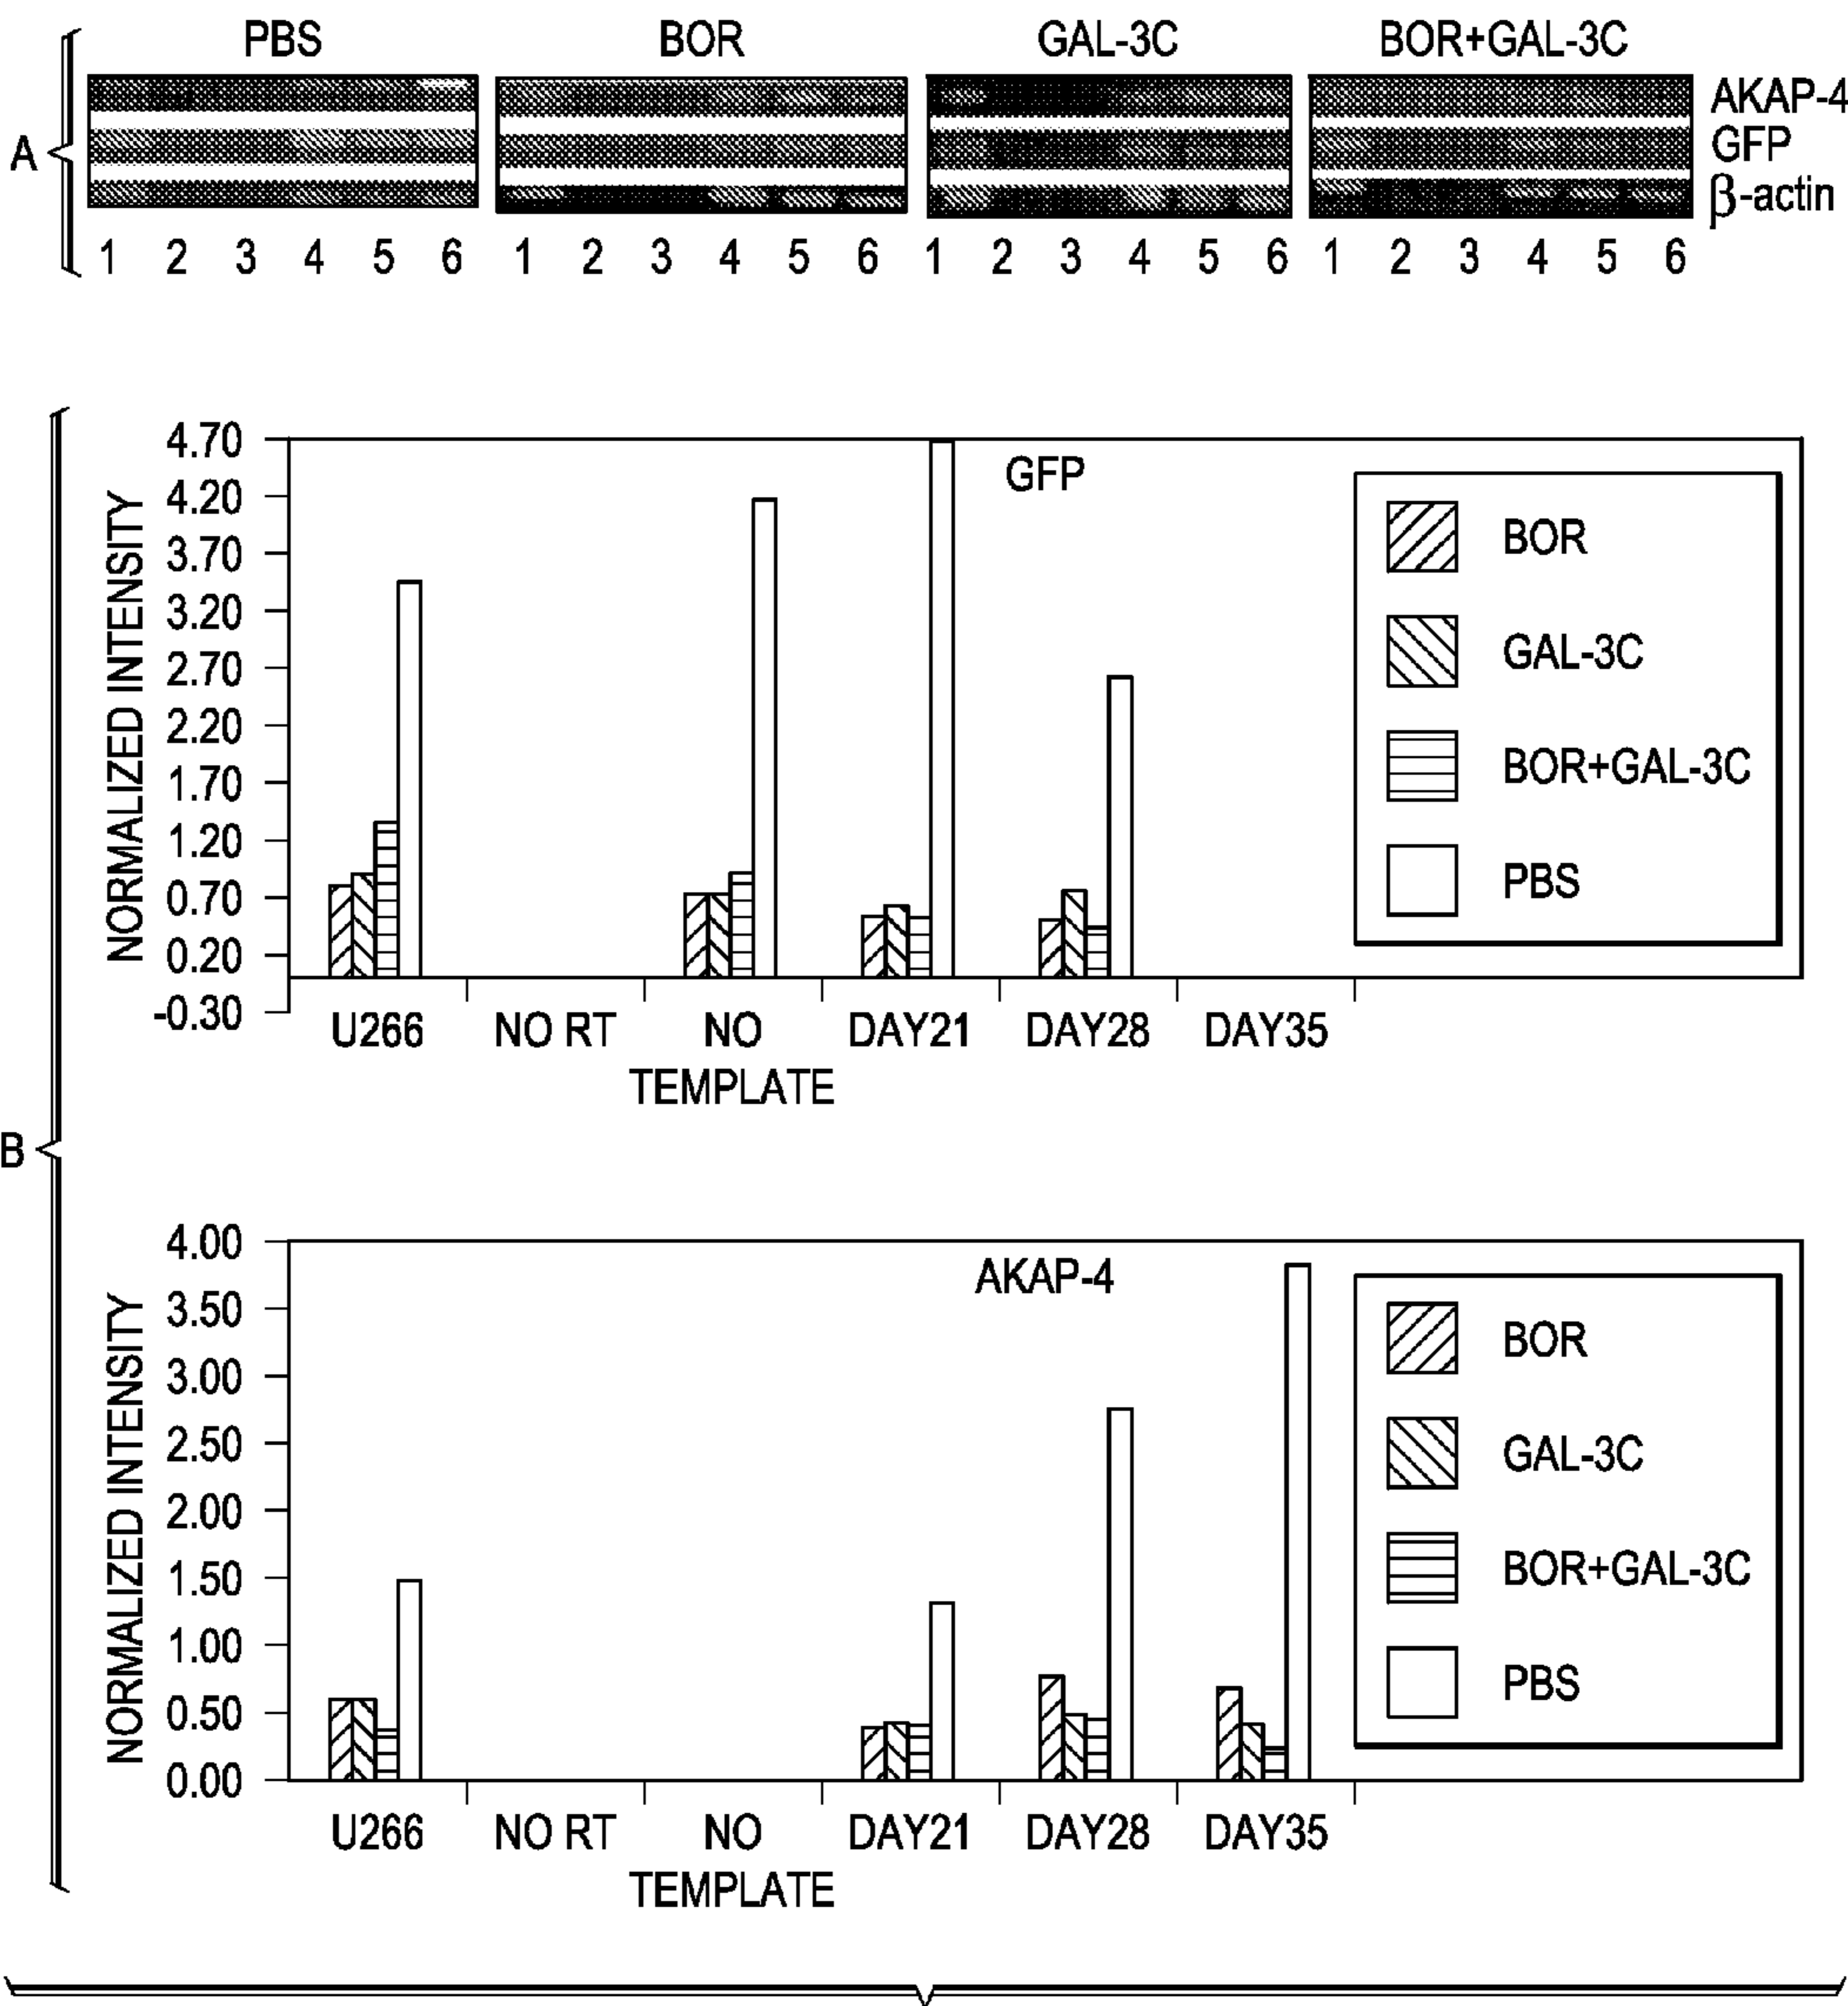 PBS BOR GAL-3C BOR+GAL-3C
A
AKAP-4
GFP
β-actin
1 2 3 4 5 6 1 2 3 4 5 6 1 2 3 4 5 6 1 2 3 4 5 6
B
NORMALIZED INTENSITY
4.70
4.20
3.70
3.20
2.70
2.20
1.70
1.20
0.70
0.20
-0.30
GFP
BOR
GAL-3C
BOR+GAL-3C
PBS
U266 NO RT NO DAY21 DAY28 DAY35
TEMPLATE
NORMALIZED INTENSITY
4.00
3.50
3.00
2.50
2.00
1.50
1.00
0.50
0.00
AKAP-4
BOR
GAL-3C
BOR+GAL-3C
PBS
U266 NO RT NO DAY21 DAY28 DAY35
TEMPLATE